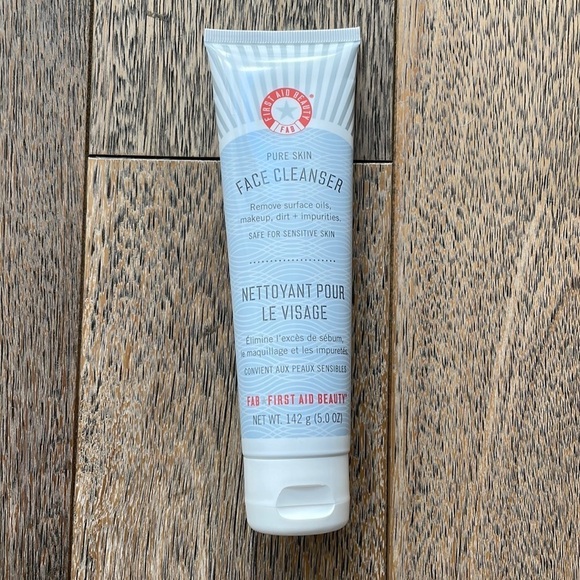 FIRST AID BEAUTY®
FAB
PURE SKIN
FACE CLEANSER
Remove surface oils,
makeup, dirt + impurities.
SAFE FOR SENSITIVE SKIN
NETTOYANT POUR
LE VISAGE
Élimine l'excès de sébum,
le maquillage et les impuretés.
CONVIENT AUX PEAUX SENSIBLES
FAB - FIRST AID BEAUTY®
NET WT. 142 g (5.0 OZ)